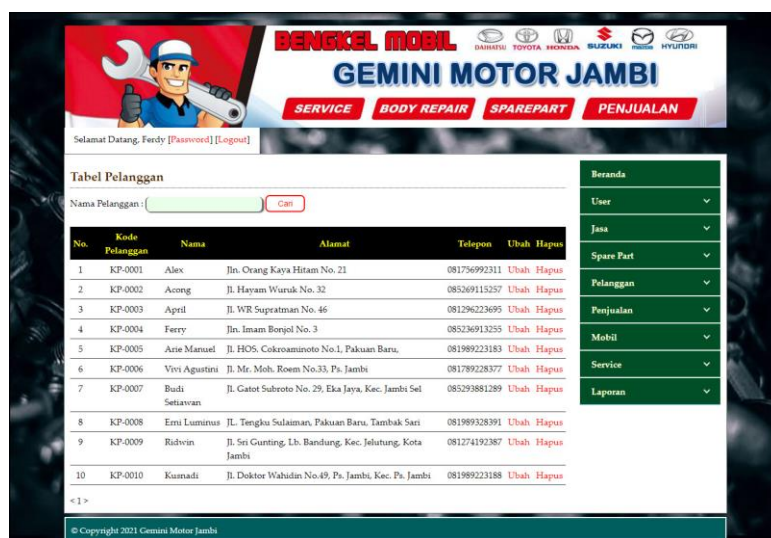 BENGKEL MOBIL
DAIHATSU TOYOTA HONDA SUZUKI mazda HYUNDAI
GEMINI MOTOR JAMBI
SERVICE BODY REPAIR SPAREPART PENJUALAN
Selamat Datang, Ferdy [Password] [Logout]
Tabel Pelanggan
Nama Pelanggan : Cari
No. Kode Pelanggan Nama Alamat Telepon Ubah Hapus
1 KP-0001 Alex Jln. Orang Kaya Hitam No. 21 081756992311 Ubah Hapus
2 KP-0002 Acong Jl. Hayam Wuruk No. 32 085269115257 Ubah Hapus
3 KP-0003 April Jl. WR Supratman No. 46 081296223695 Ubah Hapus
4 KP-0004 Ferry Jln. Imam Bonjol No. 3 085236913255 Ubah Hapus
5 KP-0005 Arie Manuel Jl. HOS. Cokroaminoto No.1, Pakuan Baru, 081989223183 Ubah Hapus
6 KP-0006 Vivi Agustini Jl. Mr. Moh. Roem No.33, Ps. Jambi 081789228377 Ubah Hapus
7 KP-0007 Budi Setiawan Jl. Gatot Subroto No. 29, Eka Jaya, Kec. Jambi Sel 085293881289 Ubah Hapus
8 KP-0008 Erni Luminus JL. Tengku Sulaiman, Pakuan Baru, Tambak Sari 081989328391 Ubah Hapus
9 KP-0009 Ridwin Jl. Sri Gunting, Lb. Bandung, Kec. Jelutung, Kota Jambi 081274192387 Ubah Hapus
10 KP-0010 Kusnadi Jl. Doktor Wahidin No.49, Ps. Jambi, Kec. Ps. Jambi 081989223188 Ubah Hapus
< 1 >
Beranda
User
Jasa
Spare Part
Pelanggan
Penjualan
Mobil
Service
Laporan
© Copyright 2021 Gemini Motor Jambi